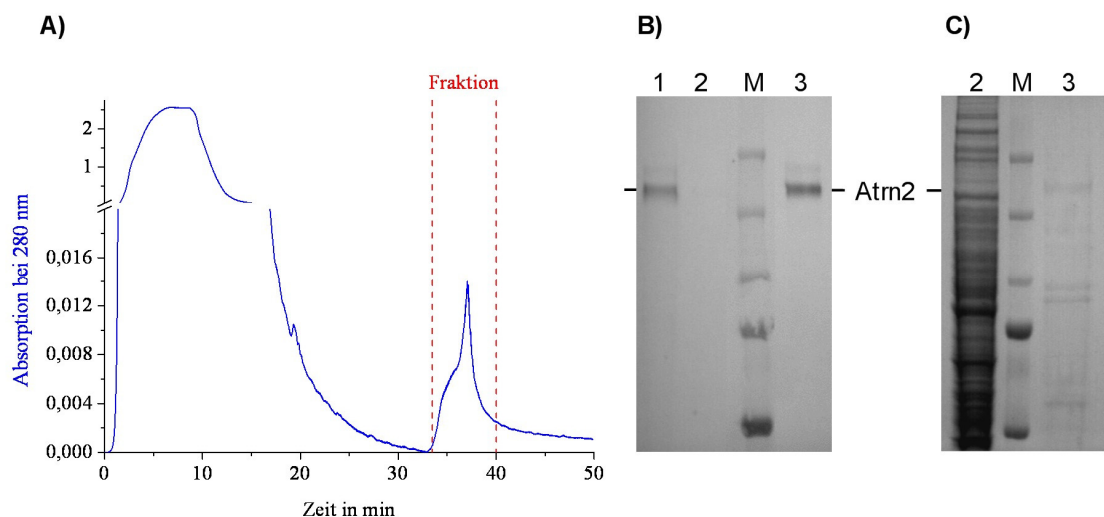 A)
B)
C)
Fraktion
1 2 M 3
2 M 3
Atrn2
Absorption bei 280 nm
2
1
0,016
0,012
0,008
0,004
0,000
0 10 20 30 40 50
Zeit in min